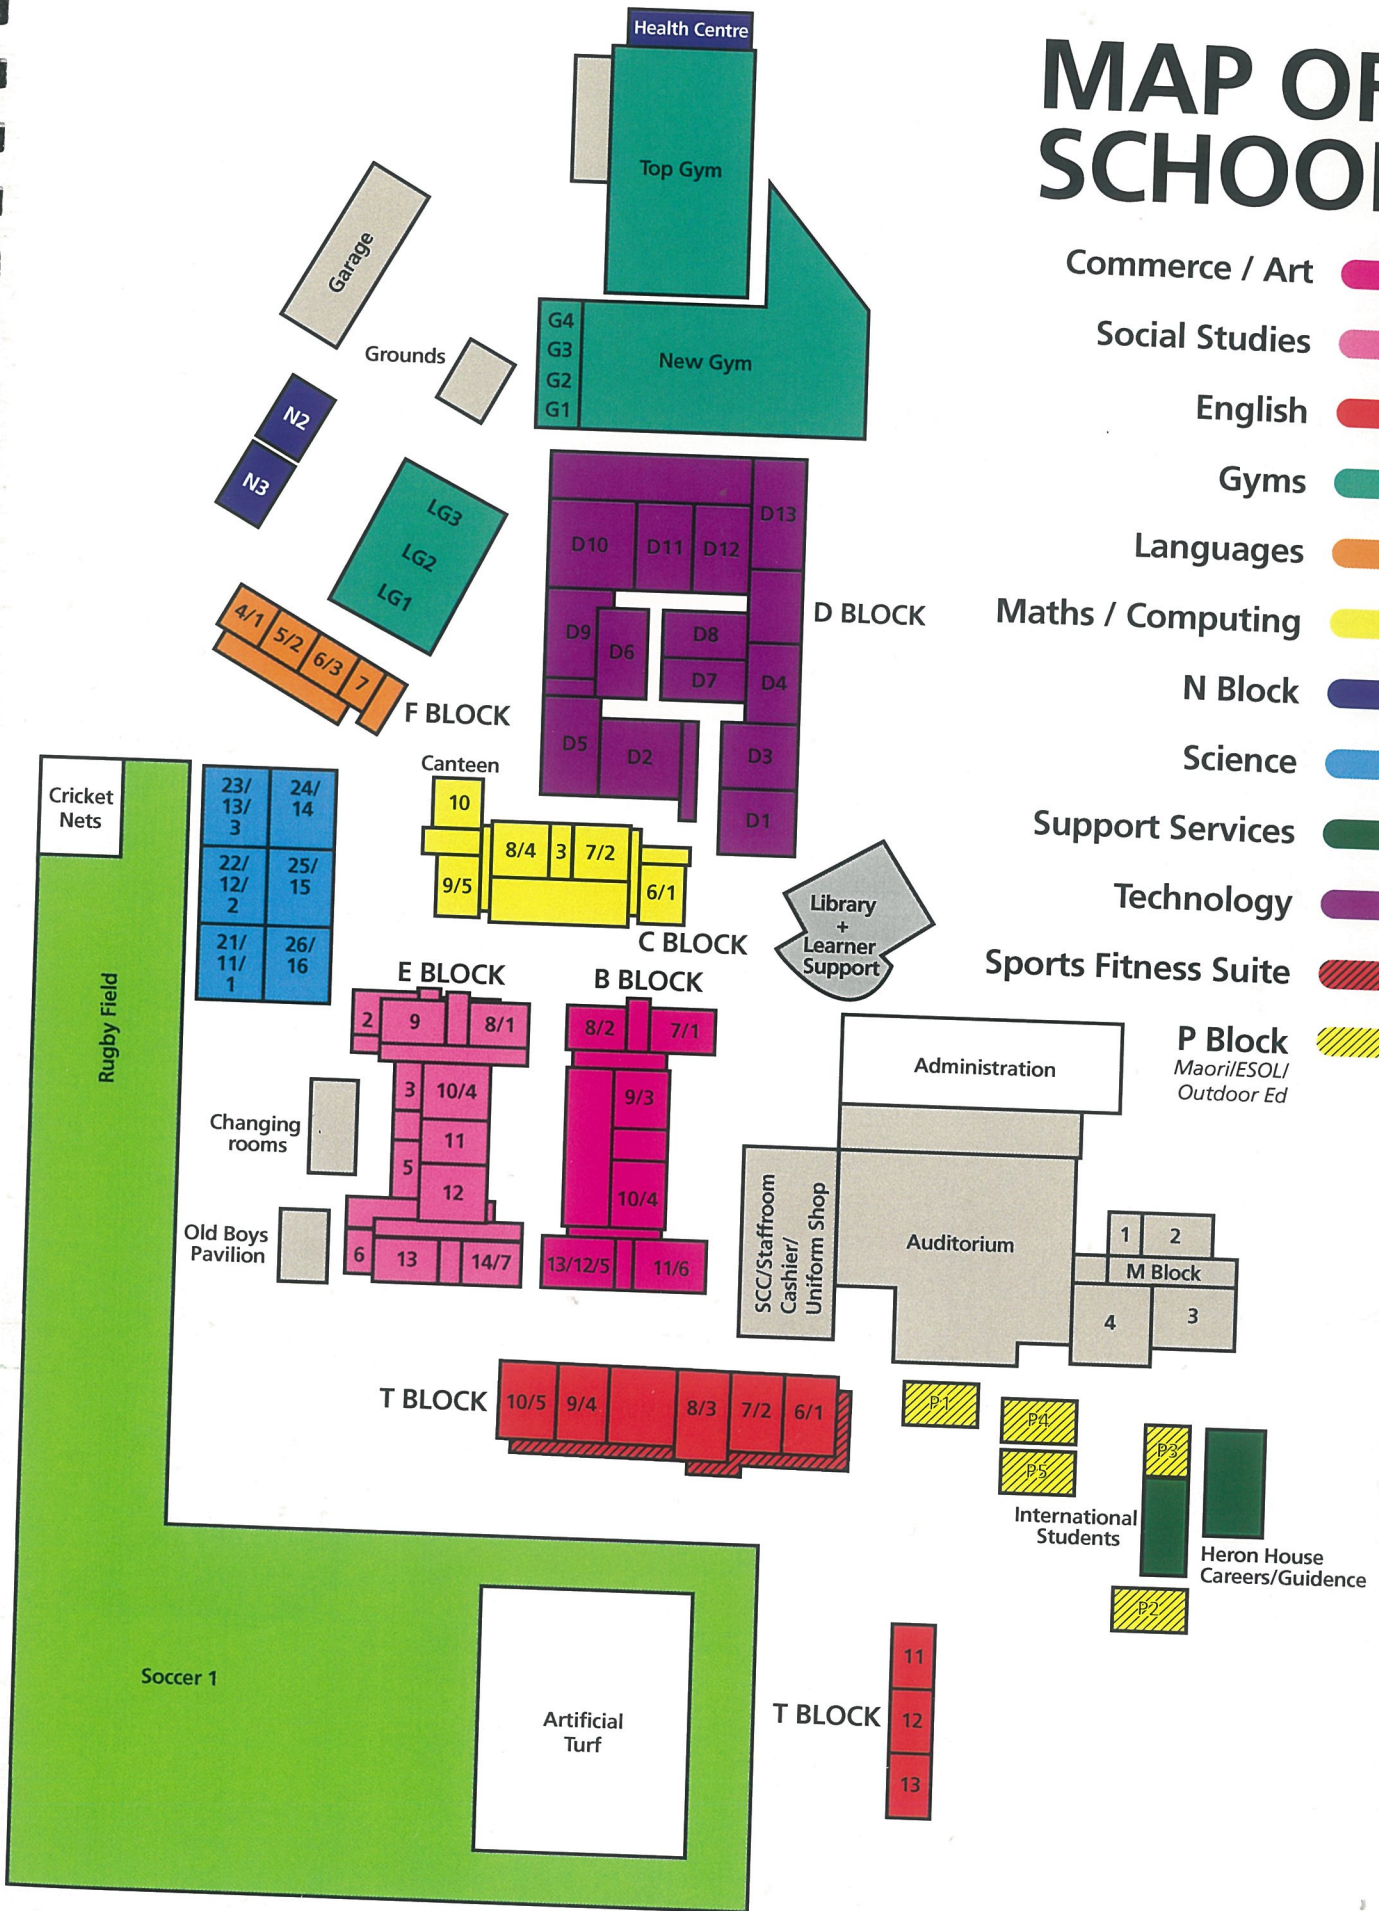 Health Centre
MAP OF
SCHOOL
Top Gym
Garage
Commerce / Art
Social Studies
English
Gyms
Languages
Maths / Computing
N Block
Science
Support Services
Technology
Sports Fitness Suite
P Block
Maori/ESOL/
Outdoor Ed
Grounds
G4
G3
G2
G1
New Gym
N2
N3
LG3
LG2
LG1
D13
D10
D11
D12
D9
D6
D8
D7
D4
D5
D2
D3
D1
D BLOCK
4/1
5/2
6/3
7
F BLOCK
Cricket
Nets
23/
13/
3
24/
14
22/
12/
2
25/
15
21/
11/
1
26/
16
Canteen
10
8/4
3
7/2
9/5
6/1
C BLOCK
Library
+
Learner
Support
Rugby Field
E BLOCK
2
9
8/1
3
10/4
11
5
12
6
13
14/7
B BLOCK
8/2
7/1
9/3
10/4
13/12/5
11/6
Changing
rooms
Old Boys
Pavilion
Administration
SCC/Staffroom
Cashier/
Uniform Shop
Auditorium
1
2
M Block
4
3
T BLOCK
10/5
9/4
8/3
7/2
6/1
P1
P4
P5
P3
International
Students
Heron House
Careers/Guidence
P2
Soccer 1
Artificial
Turf
T BLOCK
11
12
13